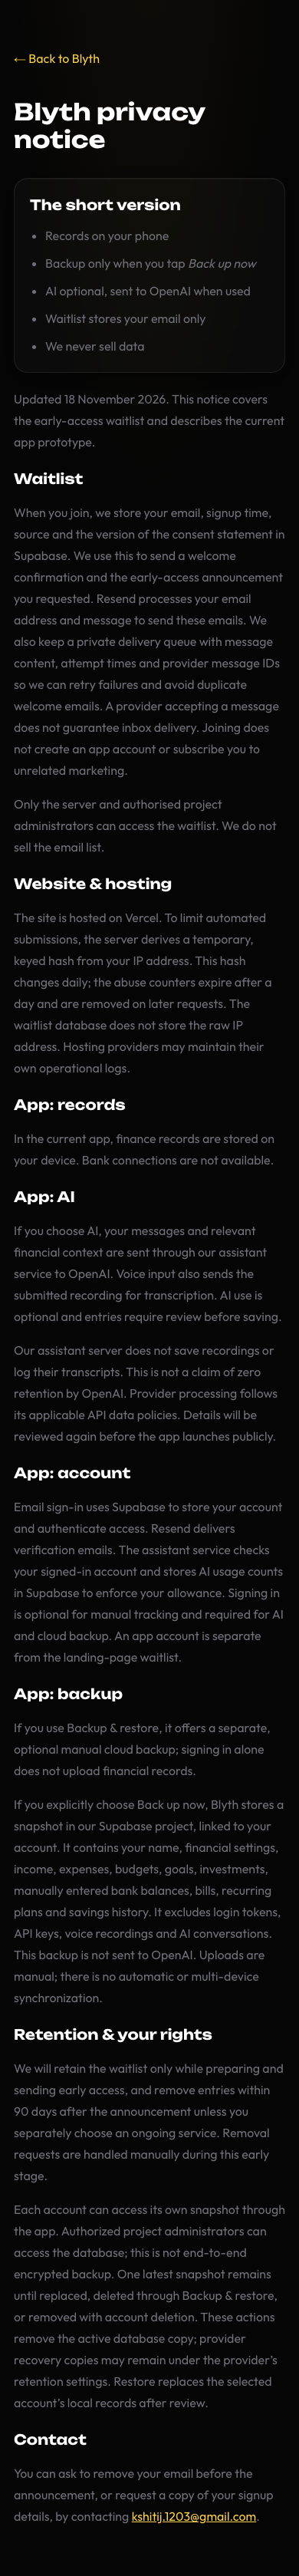 ← Back to Blyth
Blyth privacy
notice
The short version
• Records on your phone
• Backup only when you tap Back up now
• AI optional, sent to OpenAI when used
• Waitlist stores your email only
• We never sell data
Updated 18 November 2026. This notice covers
the early-access waitlist and describes the current
app prototype.
Waitlist
When you join, we store your email, signup time,
source and the version of the consent statement in
Supabase. We use this to send a welcome
confirmation and the early-access announcement
you requested. Resend processes your email
address and message to send these emails. We
also keep a private delivery queue with message
content, attempt times and provider message IDs
so we can retry failures and avoid duplicate
welcome emails. A provider accepting a message
does not guarantee inbox delivery. Joining does
not create an app account or subscribe you to
unrelated marketing.
Only the server and authorised project
administrators can access the waitlist. We do not
sell the email list.
Website & hosting
The site is hosted on Vercel. To limit automated
submissions, the server derives a temporary,
keyed hash from your IP address. This hash
changes daily; the abuse counters expire after a
day and are removed on later requests. The
waitlist database does not store the raw IP
address. Hosting providers may maintain their
own operational logs.
App: records
In the current app, finance records are stored on
your device. Bank connections are not available.
App: AI
If you choose AI, your messages and relevant
financial context are sent through our assistant
service to OpenAI. Voice input also sends the
submitted recording for transcription. AI use is
optional and entries require review before saving.
Our assistant server does not save recordings or
log their transcripts. This is not a claim of zero
retention by OpenAI. Provider processing follows
its applicable API data policies. Details will be
reviewed again before the app launches publicly.
App: account
Email sign-in uses Supabase to store your account
and authenticate access. Resend delivers
verification emails. The assistant service checks
your signed-in account and stores AI usage counts
in Supabase to enforce your allowance. Signing in
is optional for manual tracking and required for AI
and cloud backup. An app account is separate
from the landing-page waitlist.
App: backup
If you use Backup & restore, it offers a separate,
optional manual cloud backup; signing in alone
does not upload financial records.
If you explicitly choose Back up now, Blyth stores a
snapshot in our Supabase project, linked to your
account. It contains your name, financial settings,
income, expenses, budgets, goals, investments,
manually entered bank balances, bills, recurring
plans and savings history. It excludes login tokens,
API keys, voice recordings and AI conversations.
This backup is not sent to OpenAI. Uploads are
manual; there is no automatic or multi-device
synchronization.
Retention & your rights
We will retain the waitlist only while preparing and
sending early access, and remove entries within
90 days after the announcement unless you
separately choose an ongoing service. Removal
requests are handled manually during this early
stage.
Each account can access its own snapshot through
the app. Authorized project administrators can
access the database; this is not end-to-end
encrypted backup. One latest snapshot remains
until replaced, deleted through Backup & restore,
or removed with account deletion. These actions
remove the active database copy; provider
recovery copies may remain under the provider's
retention settings. Restore replaces the selected
account's local records after review.
Contact
You can ask to remove your email before the
announcement, or request a copy of your signup
details, by contacting kshitij.1203@gmail.com.